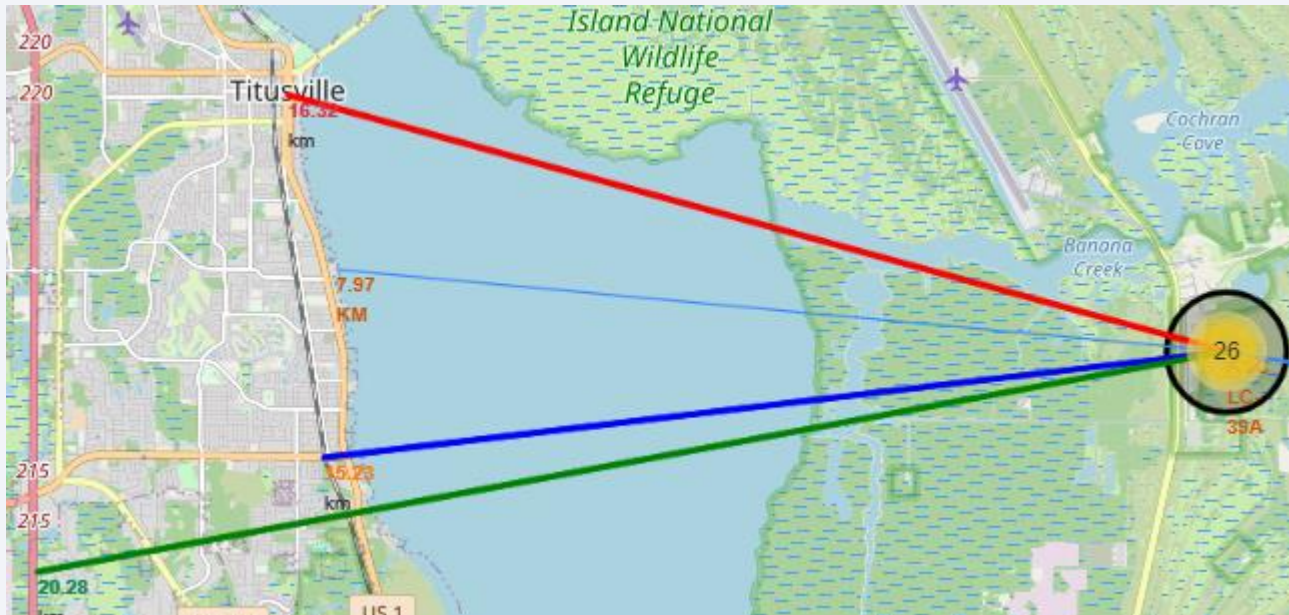 220
Island National
Wildlife
Refuge
220
Titusville
16.32
km
Cochran
Cove
Banana
Creek
7.97
KM
26
LC
39A
215
15.23
km
215
20.28
km
US 1